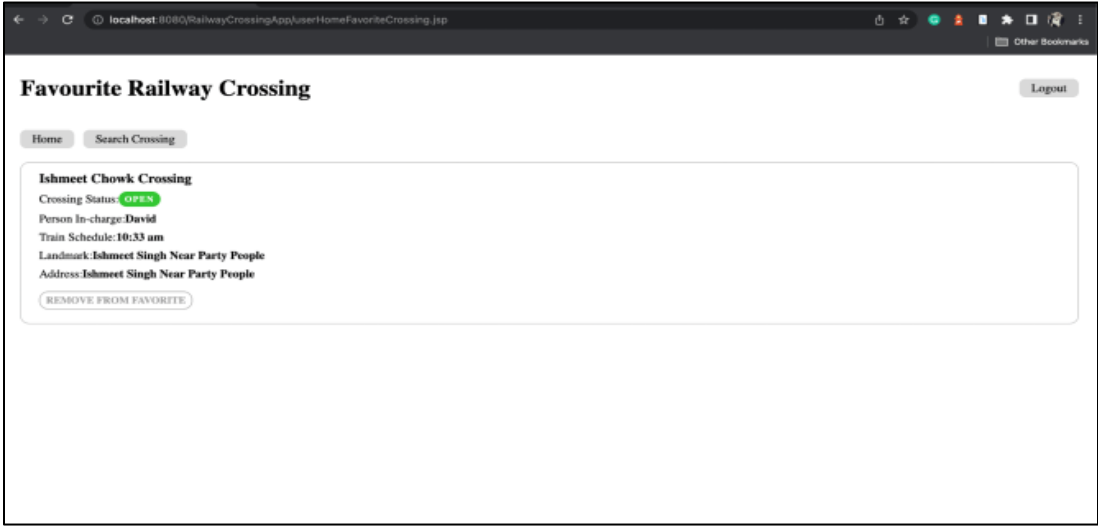 localhost:8080/RailwayCrossingApp/userHomeFavoriteCrossing.jsp
Other Bookmarks
Favourite Railway Crossing
Logout
Home
Search Crossing
Ishmeet Chowk Crossing
Crossing Status:OPEN
Person In-charge:David
Train Schedule:10:33 am
Landmark:Ishmeet Singh Near Party People
Address:Ishmeet Singh Near Party People
REMOVE FROM FAVORITE